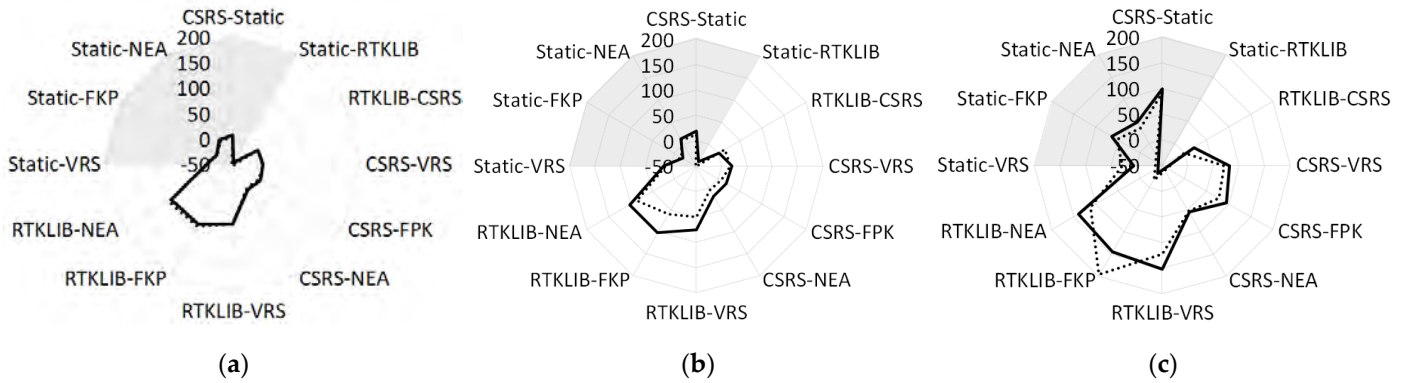 CSRS-Static
200
Static-NEA
Static-RTKLIB
150
100
Static-FKP
RTKLIB-CSRS
50
0
Static-VRS
-50
CSRS-VRS
RTKLIB-NEA
CSRS-FPK
RTKLIB-FKP
CSRS-NEA
RTKLIB-VRS
(a)
CSRS-Static
200
Static-NEA
Static-RTKLIB
150
100
Static-FKP
RTKLIB-CSRS
50
0
Static-VRS
-50
CSRS-VRS
RTKLIB-NEA
CSRS-FPK
RTKLIB-FKP
CSRS-NEA
RTKLIB-VRS
(b)
CSRS-Static
200
Static-NEA
Static-RTKLIB
150
100
Static-FKP
RTKLIB-CSRS
50
0
Static-VRS
-50
CSRS-VRS
RTKLIB-NEA
CSRS-FPK
RTKLIB-FKP
CSRS-NEA
RTKLIB-VRS
(c)